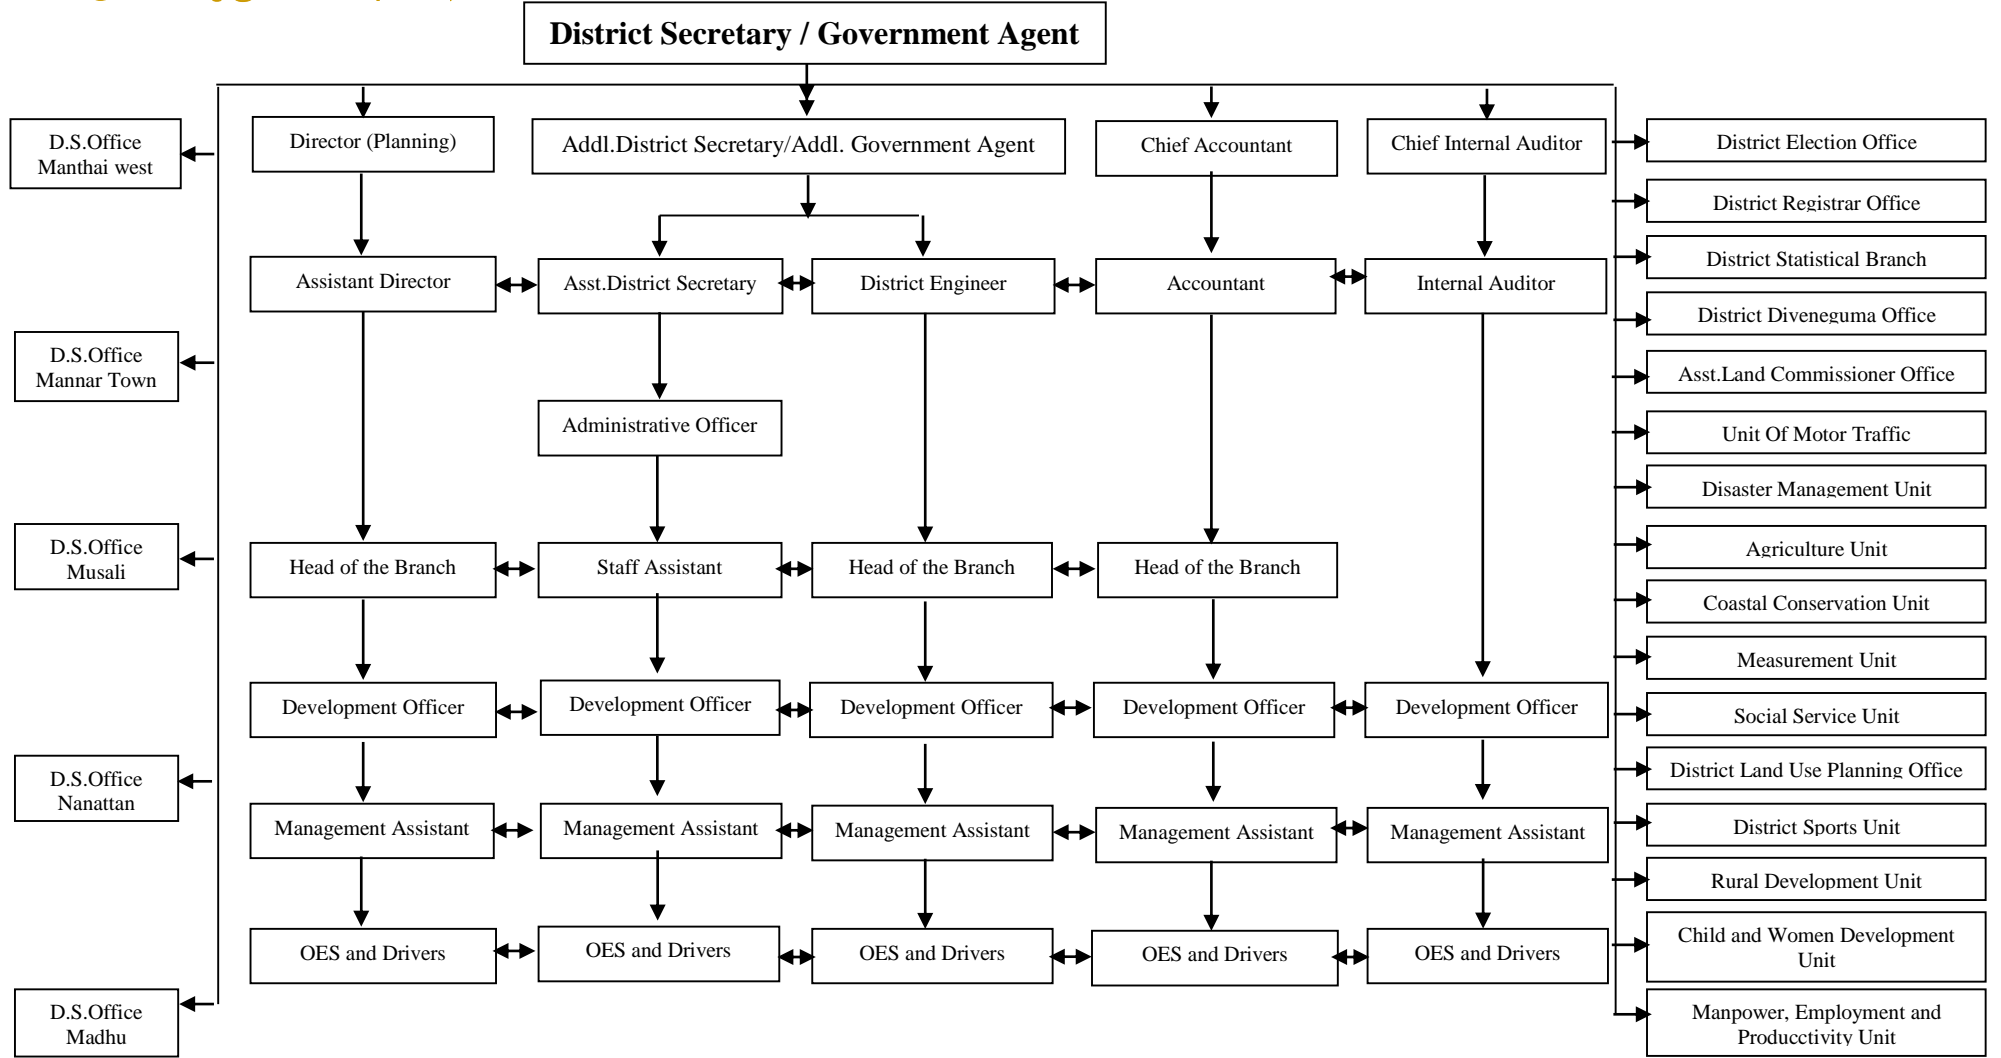 District Secretary / Government Agent
D.S.Office
Manthai west
D.S.Office
Mannar Town
D.S.Office
Musali
D.S.Office
Nanattan
D.S.Office
Madhu
Director (Planning)
Addl.District Secretary/Addl. Government Agent
Chief Accountant
Chief Internal Auditor
Assistant Director
Asst.District Secretary
District Engineer
Accountant
Internal Auditor
Administrative Officer
Head of the Branch
Staff Assistant
Head of the Branch
Head of the Branch
Development Officer
Development Officer
Development Officer
Development Officer
Development Officer
Management Assistant
Management Assistant
Management Assistant
Management Assistant
Management Assistant
OES and Drivers
OES and Drivers
OES and Drivers
OES and Drivers
OES and Drivers
District Election Office
District Registrar Office
District Statistical Branch
District Diveneguma Office
Asst.Land Commissioner Office
Unit Of Motor Traffic
Disaster Management Unit
Agriculture Unit
Coastal Conservation Unit
Measurement Unit
Social Service Unit
District Land Use Planning Office
District Sports Unit
Rural Development Unit
Child and Women Development
Unit
Manpower, Employment and
Producctivity Unit